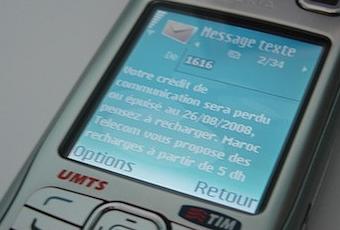 NOKIA
Message texte
2/34
De 1616
Votre crédit de
communication sera perdu
ou épuisé au 26/08/2008,
pensez à recharger. Maroc
Telecom vous propose des
recharges à partir de 5 dh
Options
Retour
UMTS
TIM